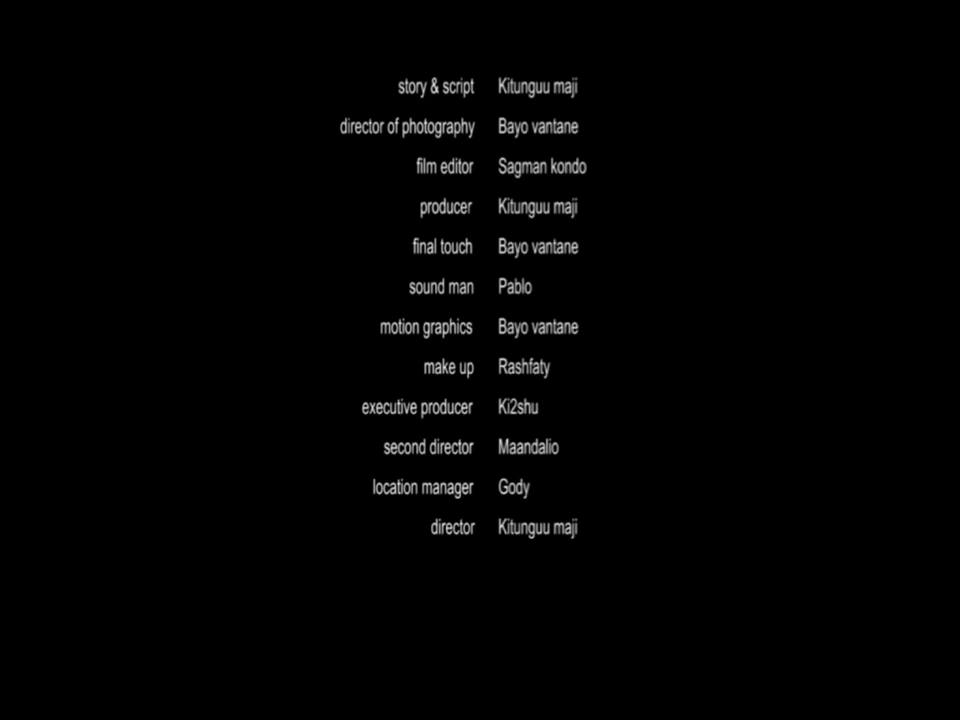 story & script Kitunguu maji
director of photography Bayo vantane
film editor Sagman kondo
producer Kitunguu maji
final touch Bayo vantane
sound man Pablo
motion graphics Bayo vantane
make up Rashfaty
executive producer Ki2shu
second director Maandalio
location manager Gody
director Kitunguu maji